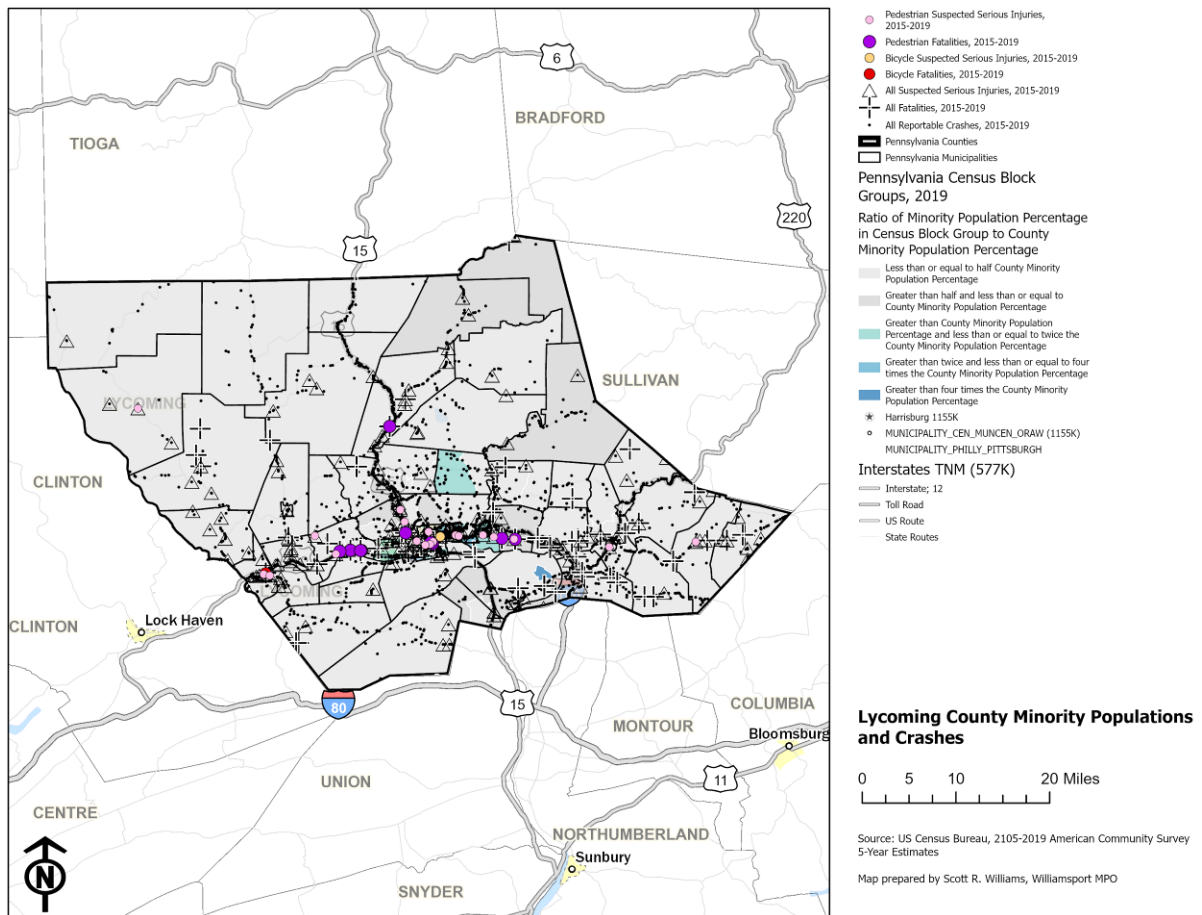 6
BRADFORD
TIOGA
220
15
SULLIVAN
LYCOMING
CLINTON
LYCOMING
Lock Haven
CLINTON
80
15
COLUMBIA
MONTOUR
Bloomsburg
UNION
11
CENTRE
NORTHUMBERLAND
Sunbury
SNYDER
N
Pedestrian Suspected Serious Injuries,
2015-2019
Pedestrian Fatalities, 2015-2019
Bicycle Suspected Serious Injuries, 2015-2019
Bicycle Fatalities, 2015-2019
All Suspected Serious Injuries, 2015-2019
All Fatalities, 2015-2019
All Reportable Crashes, 2015-2019
Pennsylvania Counties
Pennsylvania Municipalities
Pennsylvania Census Block
Groups, 2019
Ratio of Minority Population Percentage
in Census Block Group to County
Minority Population Percentage
Less than or equal to half County Minority
Population Percentage
Greater than half and less than or equal to
County Minority Population Percentage
Greater than County Minority Population
Percentage and less than or equal to twice the
County Minority Population Percentage
Greater than twice and less than or equal to four
times the County Minority Population Percentage
Greater than four times the County Minority
Population Percentage
Harrisburg 1155K
MUNICIPALITY_CEN_MUNCEN_ORAW (1155K)
MUNICIPALITY_PHILLY_PITTSBURGH
Interstates TNM (577K)
Interstate; 12
Toll Road
US Route
State Routes
Lycoming County Minority Populations
and Crashes
0 5 10 20 Miles
Source: US Census Bureau, 2105-2019 American Community Survey
5-Year Estimates
Map prepared by Scott R. Williams, Williamsport MPO